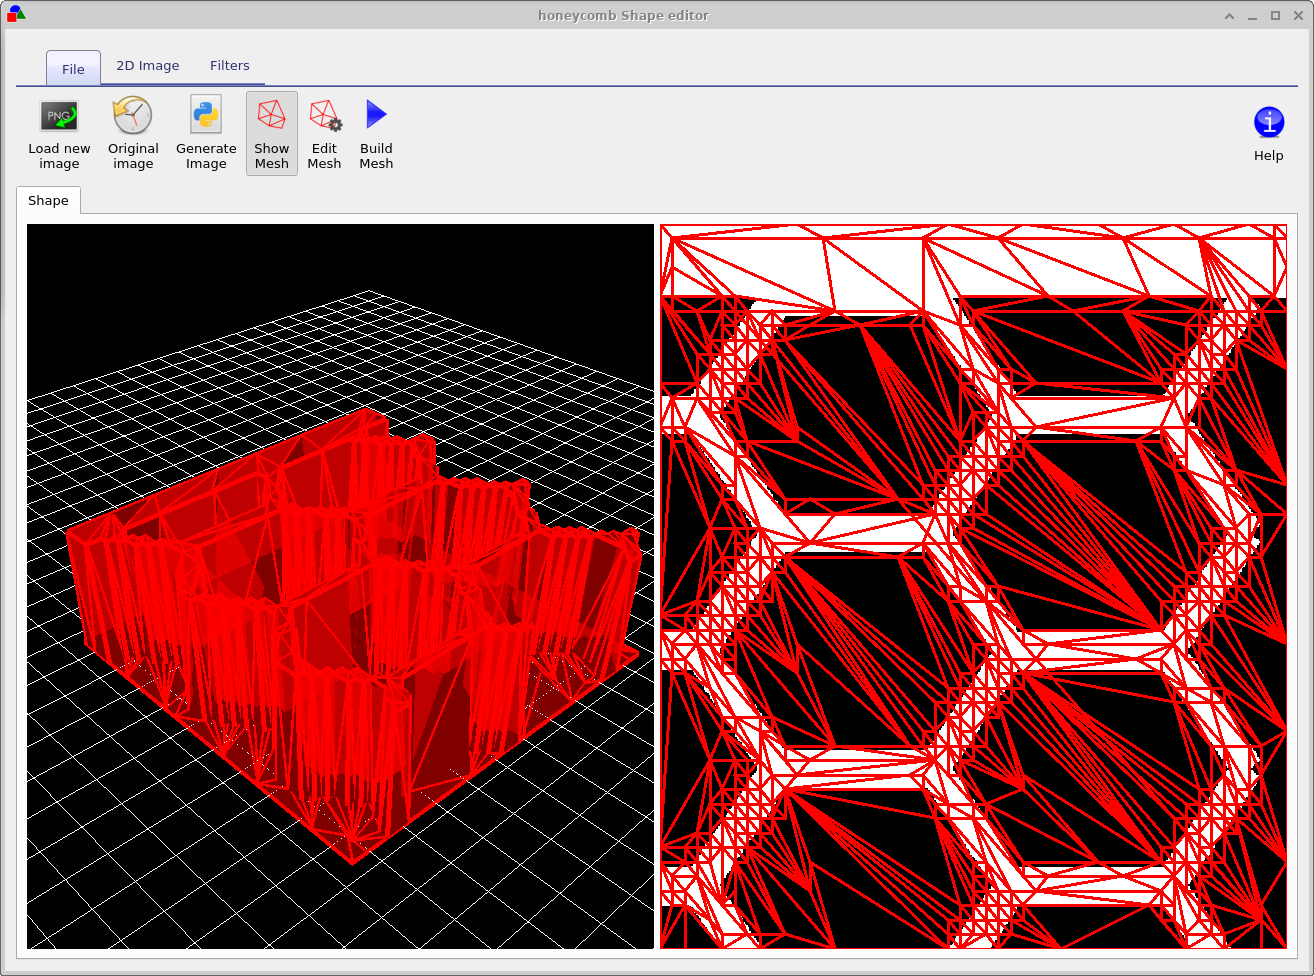 honeycomb Shape editor
File 2D Image Filters
PNG
Load new
image
Original
image
Generate
Image
Show
Mesh
Edit
Mesh
Build
Mesh
i
Help
Shape